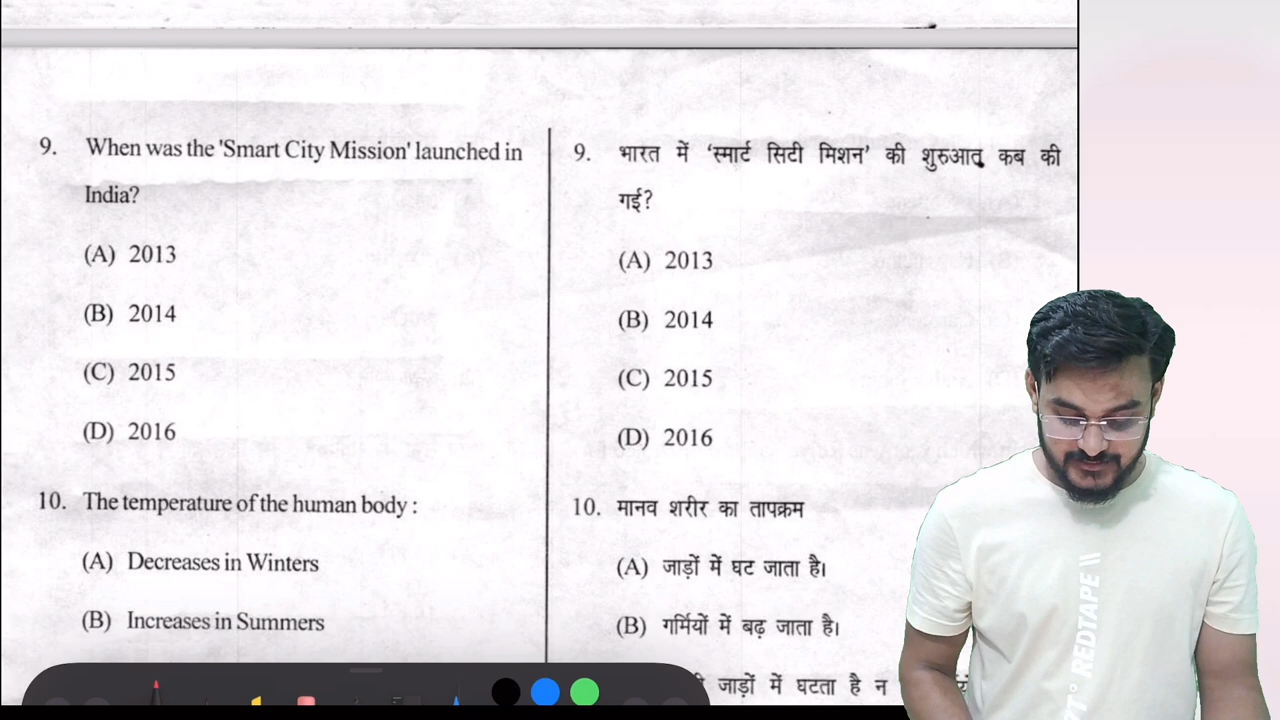 9. When was the 'Smart City Mission' launched in
India?
(A) 2013
(B) 2014
(C) 2015
(D) 2016
10. The temperature of the human body :
(A) Decreases in Winters
(B) Increases in Summers
9. भारत में ‘स्मार्ट सिटी मिशन’ की शुरुआत कब की
गई?
(A) 2013
(B) 2014
(C) 2015
(D) 2016
10. मानव शरीर का तापक्रम
(A) जाड़ों में घट जाता है।
(B) गर्मियों में बढ़ जाता है।
जाड़ों में घटता है न
REDTAPE \\